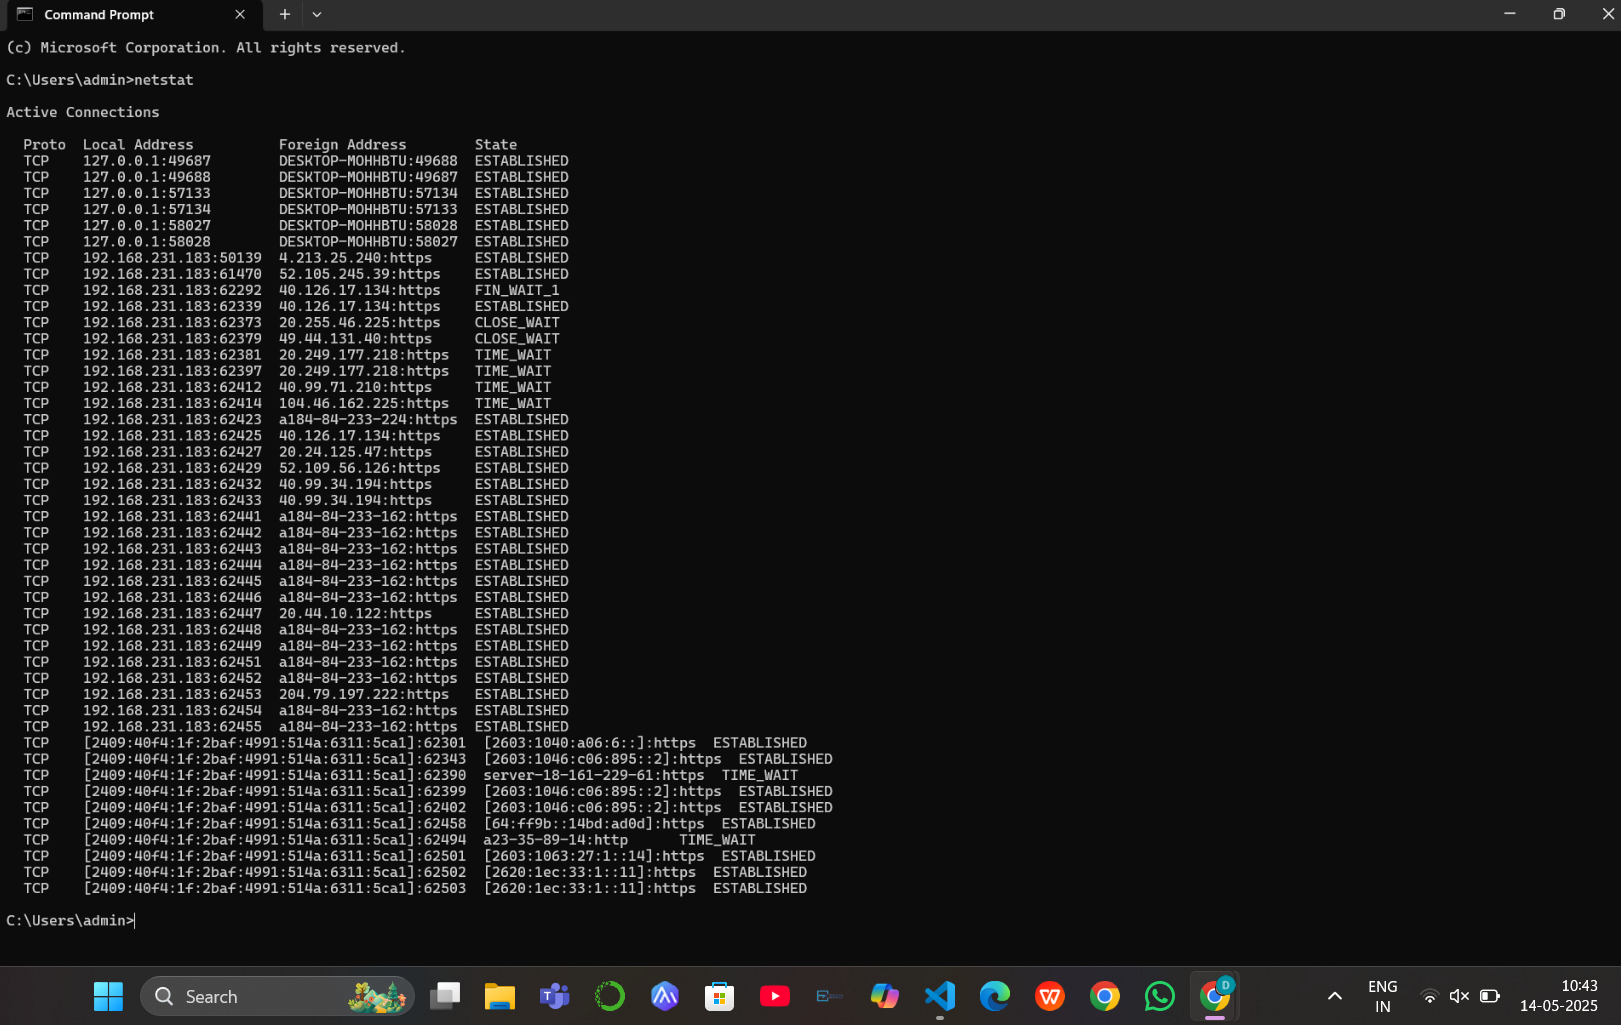 Command Prompt
(c) Microsoft Corporation. All rights reserved.
C:\Users\admin>netstat
Active Connections
Proto  Local Address          Foreign Address        State
TCP    127.0.0.1:49687        DESKTOP-MOHHBTU:49688  ESTABLISHED
TCP    127.0.0.1:49688        DESKTOP-MOHHBTU:49687  ESTABLISHED
TCP    127.0.0.1:57133        DESKTOP-MOHHBTU:57134  ESTABLISHED
TCP    127.0.0.1:57134        DESKTOP-MOHHBTU:57133  ESTABLISHED
TCP    127.0.0.1:58027        DESKTOP-MOHHBTU:58028  ESTABLISHED
TCP    127.0.0.1:58028        DESKTOP-MOHHBTU:58027  ESTABLISHED
TCP    192.168.231.183:50139  4.213.25.240:https     ESTABLISHED
TCP    192.168.231.183:61470  52.105.245.39:https    ESTABLISHED
TCP    192.168.231.183:62292  40.126.17.134:https    FIN_WAIT_1
TCP    192.168.231.183:62339  40.126.17.134:https    ESTABLISHED
TCP    192.168.231.183:62373  20.255.46.225:https    CLOSE_WAIT
TCP    192.168.231.183:62379  49.44.131.40:https     CLOSE_WAIT
TCP    192.168.231.183:62381  20.249.177.218:https   TIME_WAIT
TCP    192.168.231.183:62397  20.249.177.218:https   TIME_WAIT
TCP    192.168.231.183:62412  40.99.71.210:https     TIME_WAIT
TCP    192.168.231.183:62414  104.46.162.225:https   TIME_WAIT
TCP    192.168.231.183:62423  a184-84-233-224:https  ESTABLISHED
TCP    192.168.231.183:62425  40.126.17.134:https    ESTABLISHED
TCP    192.168.231.183:62427  20.24.125.47:https     ESTABLISHED
TCP    192.168.231.183:62429  52.109.56.126:https    ESTABLISHED
TCP    192.168.231.183:62432  40.99.34.194:https     ESTABLISHED
TCP    192.168.231.183:62433  40.99.34.194:https     ESTABLISHED
TCP    192.168.231.183:62441  a184-84-233-162:https  ESTABLISHED
TCP    192.168.231.183:62442  a184-84-233-162:https  ESTABLISHED
TCP    192.168.231.183:62443  a184-84-233-162:https  ESTABLISHED
TCP    192.168.231.183:62444  a184-84-233-162:https  ESTABLISHED
TCP    192.168.231.183:62445  a184-84-233-162:https  ESTABLISHED
TCP    192.168.231.183:62446  a184-84-233-162:https  ESTABLISHED
TCP    192.168.231.183:62447  20.44.10.122:https     ESTABLISHED
TCP    192.168.231.183:62448  a184-84-233-162:https  ESTABLISHED
TCP    192.168.231.183:62449  a184-84-233-162:https  ESTABLISHED
TCP    192.168.231.183:62451  a184-84-233-162:https  ESTABLISHED
TCP    192.168.231.183:62452  a184-84-233-162:https  ESTABLISHED
TCP    192.168.231.183:62453  204.79.197.222:https   ESTABLISHED
TCP    192.168.231.183:62454  a184-84-233-162:https  ESTABLISHED
TCP    192.168.231.183:62455  a184-84-233-162:https  ESTABLISHED
TCP    [2409:40f4:1f:2baf:4991:514a:6311:5ca1]:62301  [2603:1040:a06:6::]:https  ESTABLISHED
TCP    [2409:40f4:1f:2baf:4991:514a:6311:5ca1]:62343  [2603:1046:c06:895::2]:https  ESTABLISHED
TCP    [2409:40f4:1f:2baf:4991:514a:6311:5ca1]:62390  server-18-161-229-61:https  TIME_WAIT
TCP    [2409:40f4:1f:2baf:4991:514a:6311:5ca1]:62399  [2603:1046:c06:895::2]:https  ESTABLISHED
TCP    [2409:40f4:1f:2baf:4991:514a:6311:5ca1]:62402  [2603:1046:c06:895::2]:https  ESTABLISHED
TCP    [2409:40f4:1f:2baf:4991:514a:6311:5ca1]:62458  [64:ff9b::14bd:ad0d]:https  ESTABLISHED
TCP    [2409:40f4:1f:2baf:4991:514a:6311:5ca1]:62494  a23-35-89-14:http      TIME_WAIT
TCP    [2409:40f4:1f:2baf:4991:514a:6311:5ca1]:62501  [2603:1063:27:1::14]:https  ESTABLISHED
TCP    [2409:40f4:1f:2baf:4991:514a:6311:5ca1]:62502  [2620:1ec:33:1::11]:https  ESTABLISHED
TCP    [2409:40f4:1f:2baf:4991:514a:6311:5ca1]:62503  [2620:1ec:33:1::11]:https  ESTABLISHED
C:\Users\admin>
Search
D
ENG
IN
10:43
14-05-2025